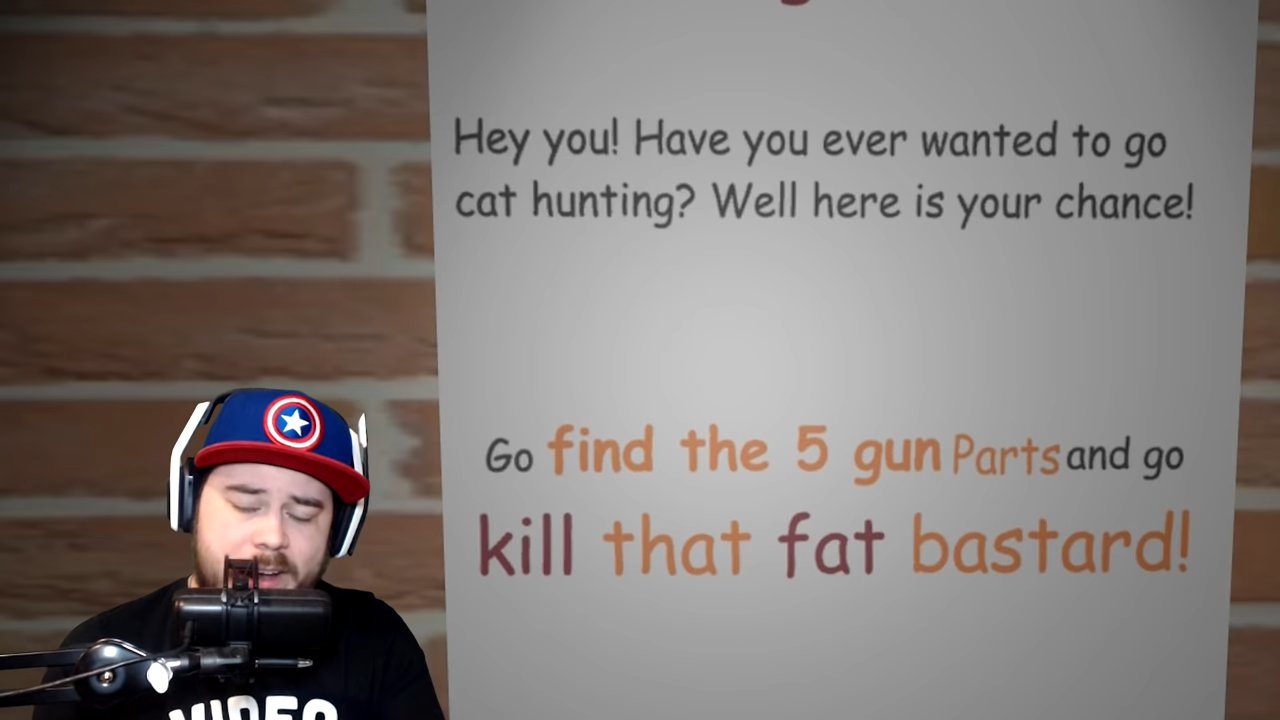 Hey you! Have you ever wanted to go
cat hunting? Well here is your chance!
Go find the 5 gun Parts and go
kill that fat bastard!
VIDEO